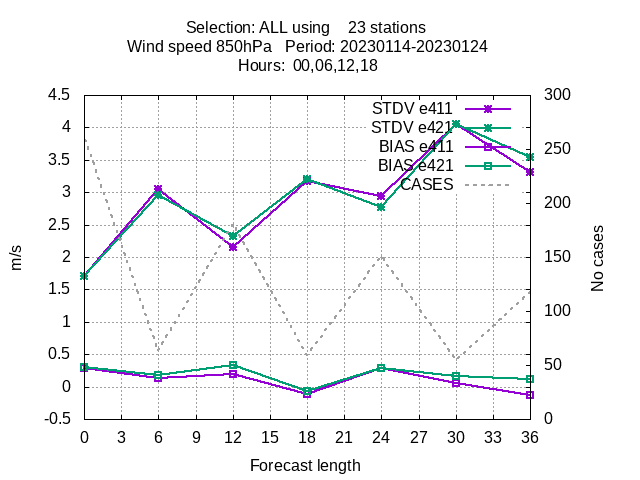 Selection: ALL using 23 stations
Wind speed 850hPa Period: 20230114-20230124
Hours: 00,06,12,18
4.5
4
3.5
3
2.5
2
1.5
1
0.5
0
-0.5
m/s
STDV e411
STDV e421
BIAS e411
BIAS e421
CASES
300
250
200
150
100
50
0
No cases
0 3 6 9 12 15 18 21 24 27 30 33 36
Forecast length